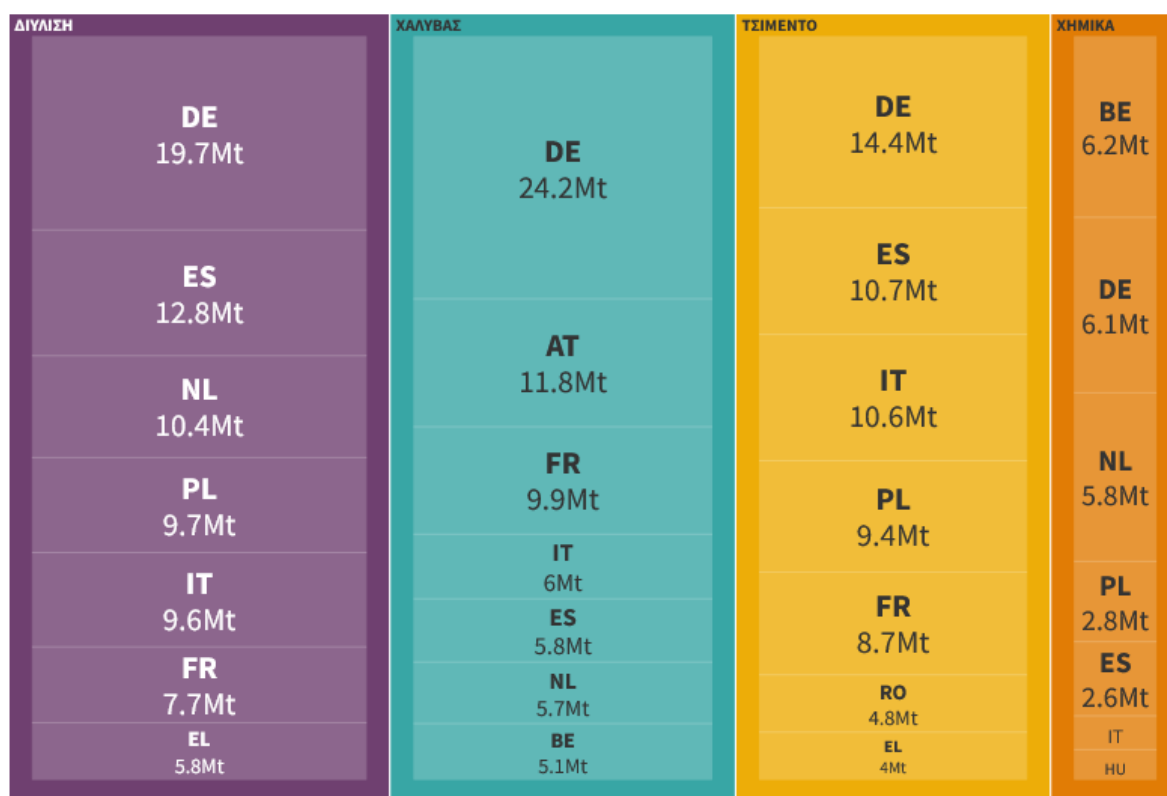 ΔΙΥΛΙΣΗ
DE
19.7Mt
ES
12.8Mt
NL
10.4Mt
PL
9.7Mt
IT
9.6Mt
FR
7.7Mt
EL
5.8Mt
ΧΑΛΥΒΑΣ
DE
24.2Mt
AT
11.8Mt
FR
9.9Mt
IT
6Mt
ES
5.8Mt
NL
5.7Mt
BE
5.1Mt
ΤΣΙΜΕΝΤΟ
DE
14.4Mt
ES
10.7Mt
IT
10.6Mt
PL
9.4Mt
FR
8.7Mt
RO
4.8Mt
EL
4Mt
ΧΗΜΙΚΑ
BE
6.2Mt
DE
6.1Mt
NL
5.8Mt
PL
2.8Mt
ES
2.6Mt
IT
HU